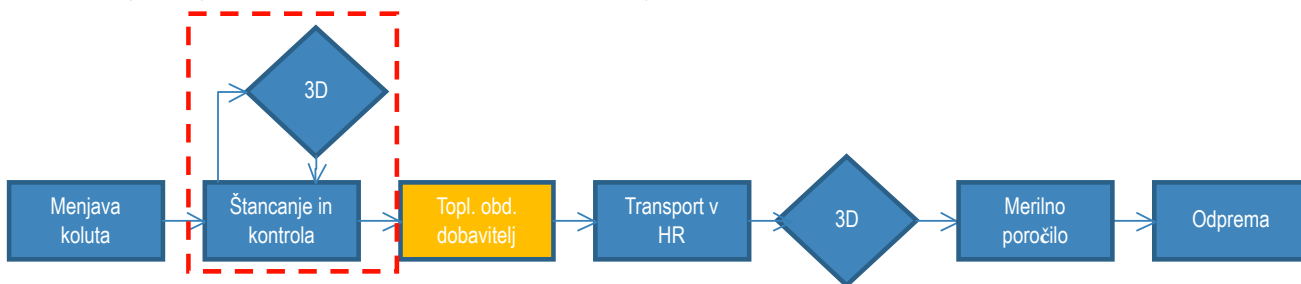 3D
Menjava
koluta
Štancanje in
kontrola
Topl. obd.
dobavitelj
Transport v
HR
3D
Merilno
poročilo
Odprema